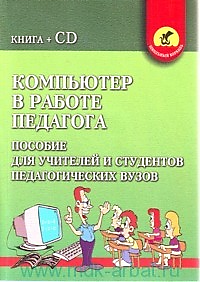 КНИГА + CD
КОМПЬЮТЕР
В РАБОТЕ
ПЕДАГОГА
ПОСОБИЕ
ДЛЯ УЧИТЕЛЕЙ И СТУДЕНТОВ
ПЕДАГОГИЧЕСКИХ ВУЗОВ
www.mdk-arbat.ru